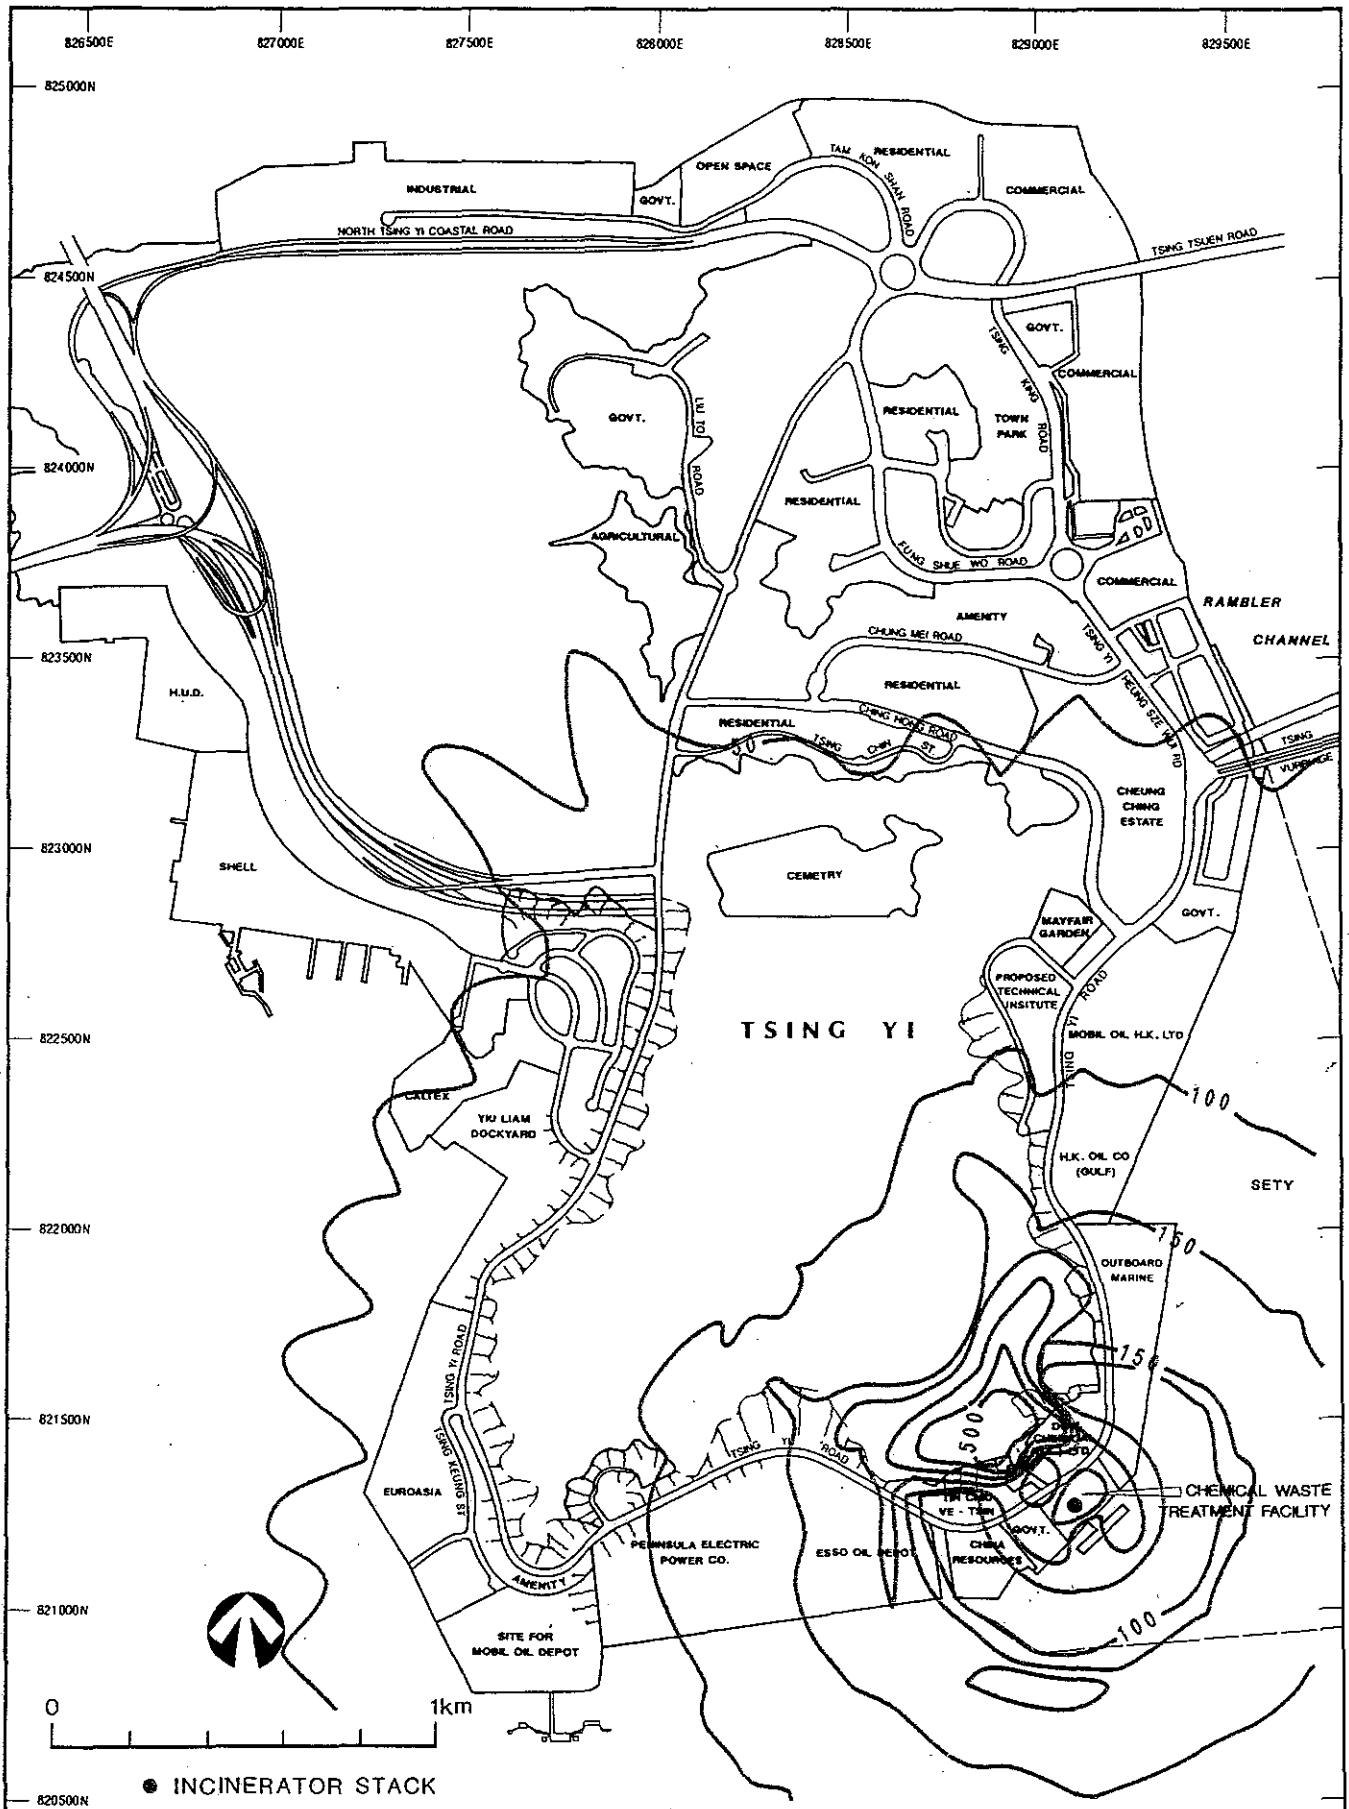 826500E 827000E 827500E 828000E 828500E 829000E 829500E
825000N
824500N
824000N
823500N
823000N
822500N
822000N
821500N
821000N
820500N
INDUSTRIAL
GOVT.
OPEN SPACE
TAM KON SHAN ROAD
RESIDENTIAL
COMMERCIAL
NORTH TSING YI COASTAL ROAD
TSING TSUEN ROAD
GOVT.
LIU TO ROAD
RESIDENTIAL
TOWN PARK
TSING KING ROAD
GOVT.
COMMERCIAL
AGRICULTURAL
RESIDENTIAL
FUNG SHUE WO ROAD
COMMERCIAL
RAMBLER
CHANNEL
AMENITY
CHUNG MEI ROAD
TSING YI
HEUNG SZE WUI RD
H.U.D.
RESIDENTIAL
RESIDENTIAL
CHING HONG ROAD
TSING CHIN ST.
50
TSING
CHEUNG
CHING
ESTATE
SHELL
CEMETRY
MAYFAIR
GARDEN
GOVT.
PROPOSED
TECHNICAL
INSITUTE
TSING YI ROAD
TSING YI
MOBIL OIL H.K. LTD
CALTEX
YIU LIAM
DOCKYARD
100
H.K. OIL CO
(GULF)
SETY
150
OUTBOARD
MARINE
150
TSING YI ROAD
TSING KEUNG ST
500
TSING YI ROAD
EUROASIA
CHEMICAL WASTE
TREATMENT FACILITY
VE - TSIN
GOVT.
PENINSULA ELECTRIC
POWER CO.
ESSO OIL DEPOT
CHINA
RESOURCES
AMENITY
100
SITE FOR
MOBIL OIL DEPOT
0 1km
INCINERATOR STACK